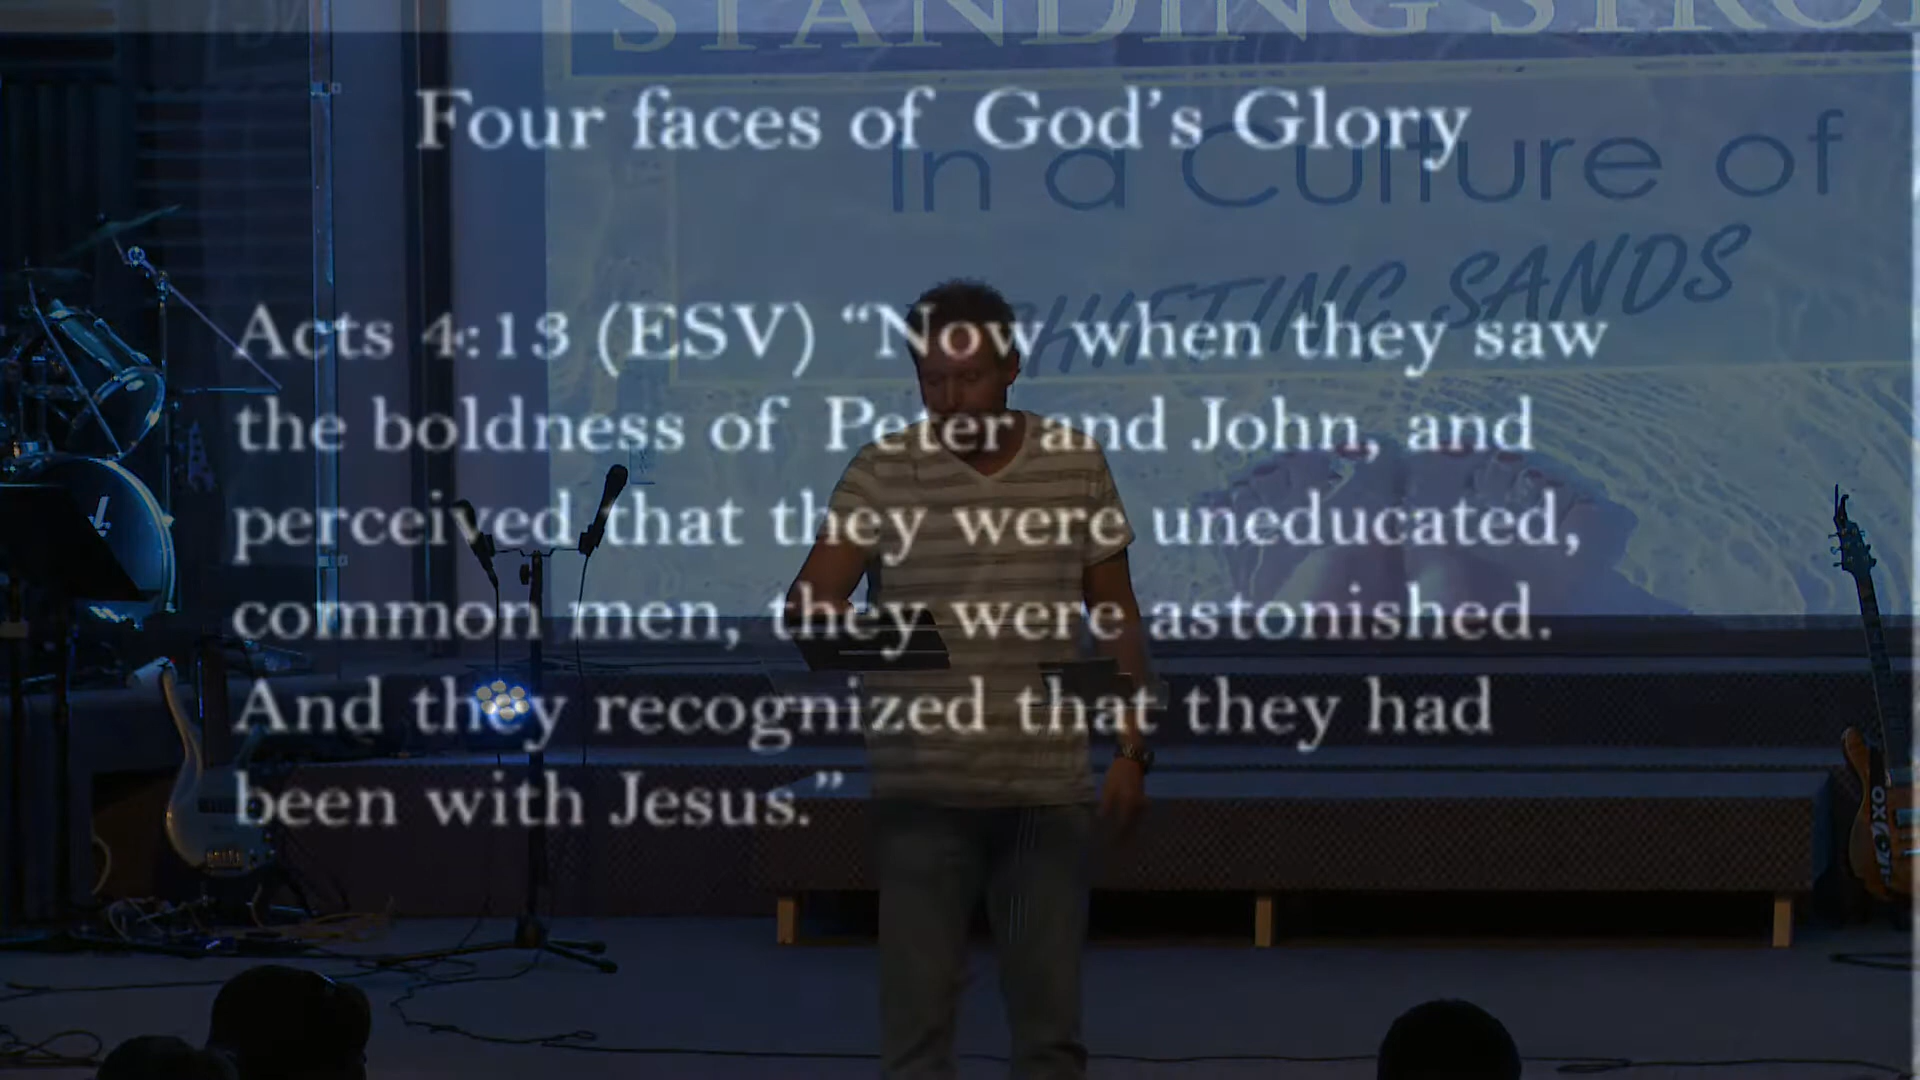 STANDING STRO
Four faces of God's Glory
In a Culture of
SHIFTING SANDS
Acts 4:13 (ESV) “Now when they saw
the boldness of Peter and John, and
perceived that they were uneducated,
common men, they were astonished.
And they recognized that they had
been with Jesus.”